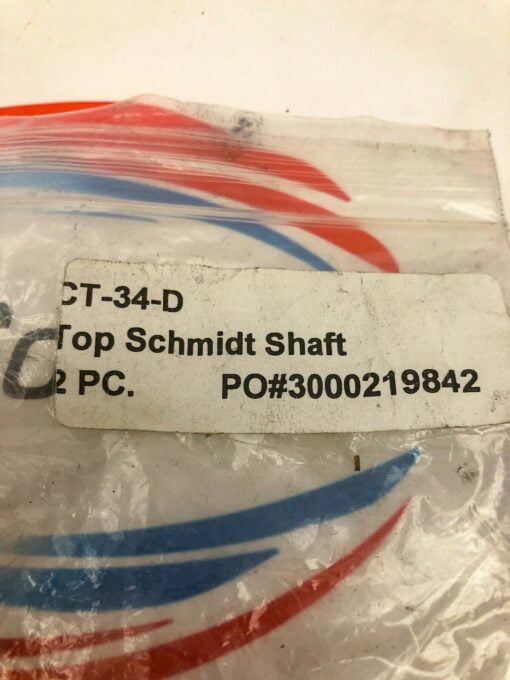 CT-34-D
Top Schmidt Shaft
2 PC. PO#3000219842